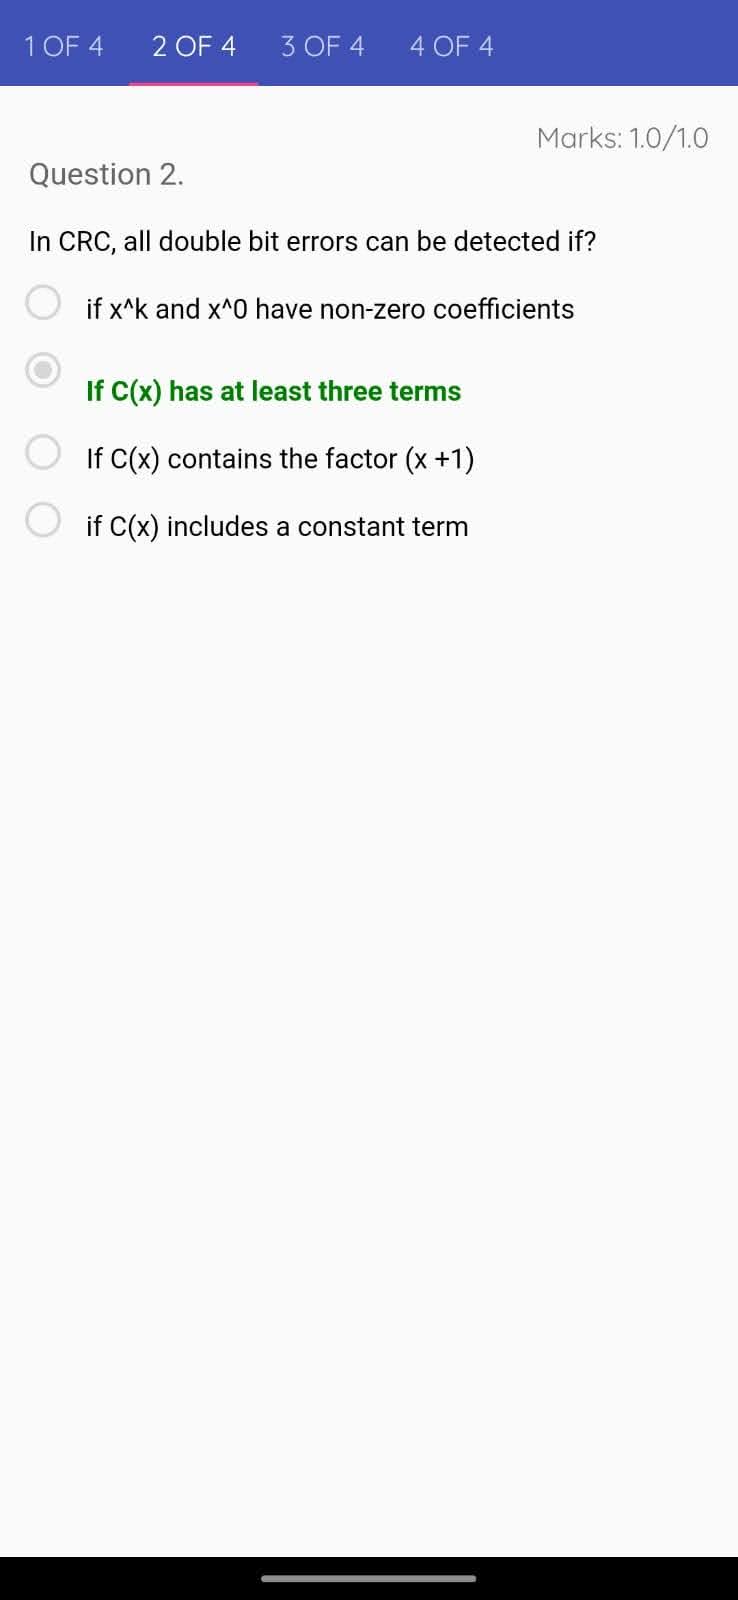 1 OF 4 2 OF 4 3 OF 4 4 OF 4
Marks: 1.0/1.0
Question 2.
In CRC, all double bit errors can be detected if?
if x^k and x^0 have non-zero coefficients
If C(x) has at least three terms
If C(x) contains the factor (x +1)
if C(x) includes a constant term